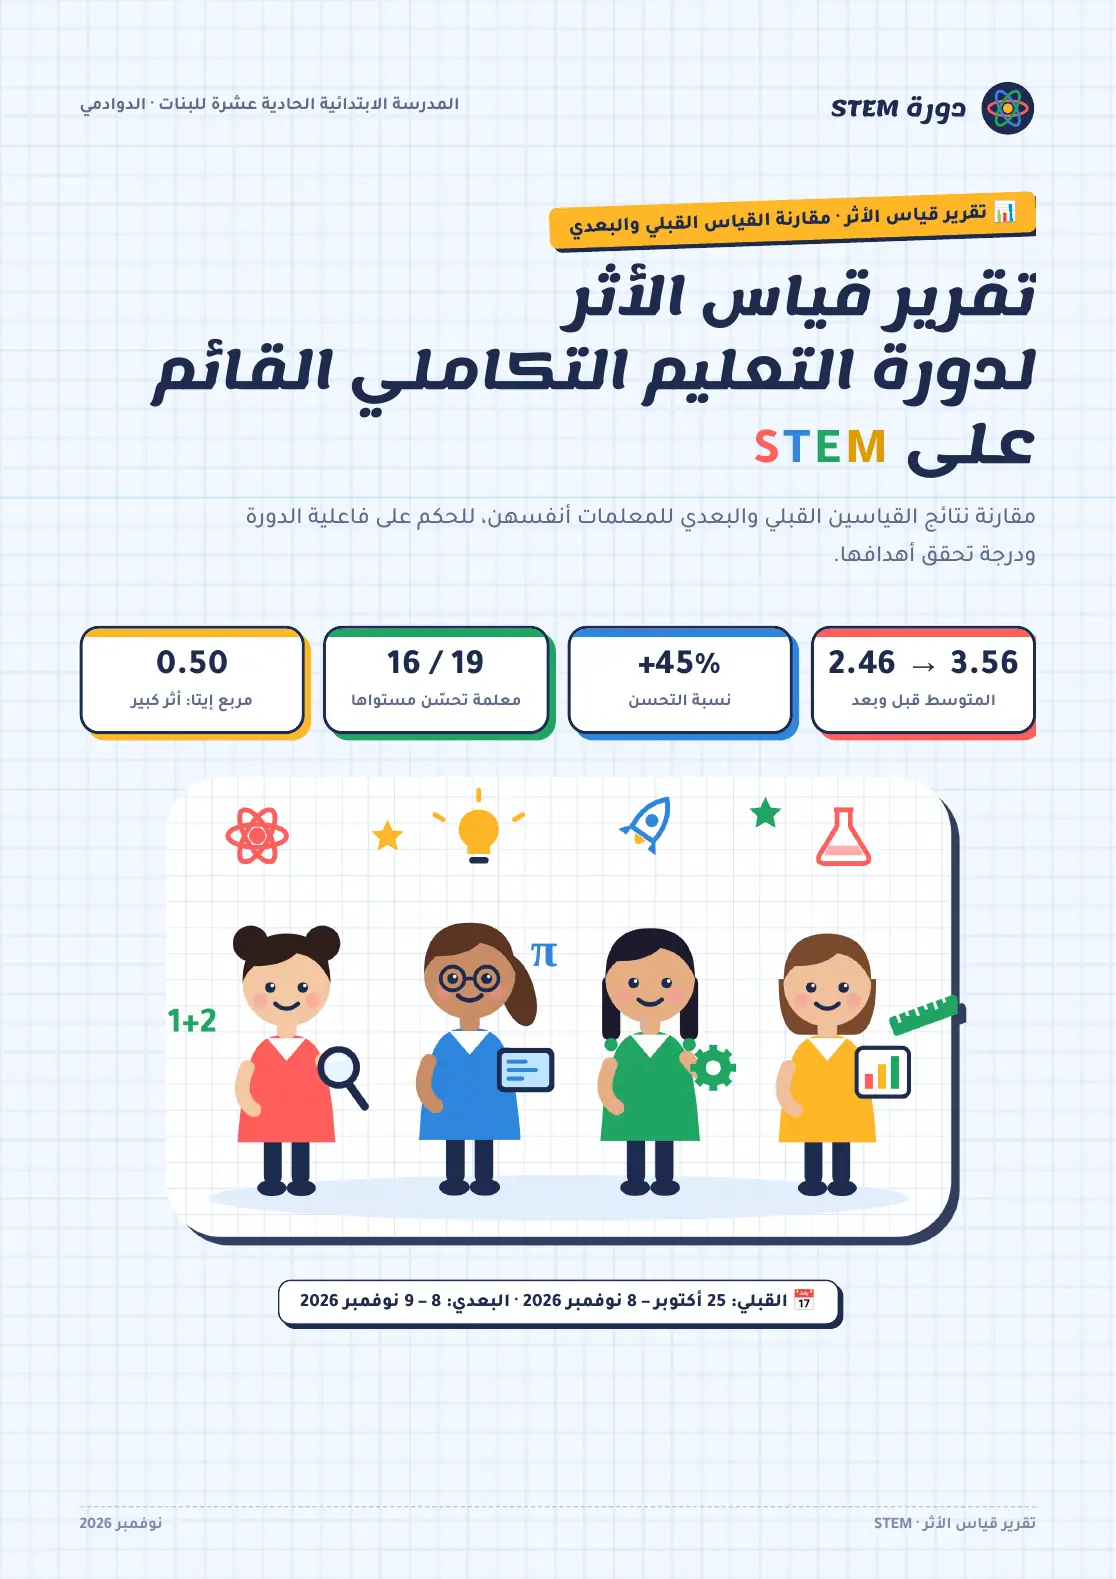 دورة STEM
المدرسة الابتدائية الحادية عشرة للبنات · الدوادمي
📊 تقرير قياس الأثر · مقارنة القياس القبلي والبعدي
تقرير قياس الأثر
لدورة التعليم التكاملي القائم
على STEM
مقارنة نتائج القياسين القبلي والبعدي للمعلمات أنفسهن، للحكم على فاعلية الدورة
ودرجة تحقق أهدافها.
2.46 → 3.56
المتوسط قبل وبعد
+45%
نسبة التحسن
16 / 19
معلمة تحسّن مستواها
0.50
مربع إيتا: أثر كبير
π
1+2
📅 القبلي: 25 أكتوبر – 8 نوفمبر 2026 · البعدي: 8 – 9 نوفمبر 2026
تقرير قياس الأثر · STEM
نوفمبر 2026